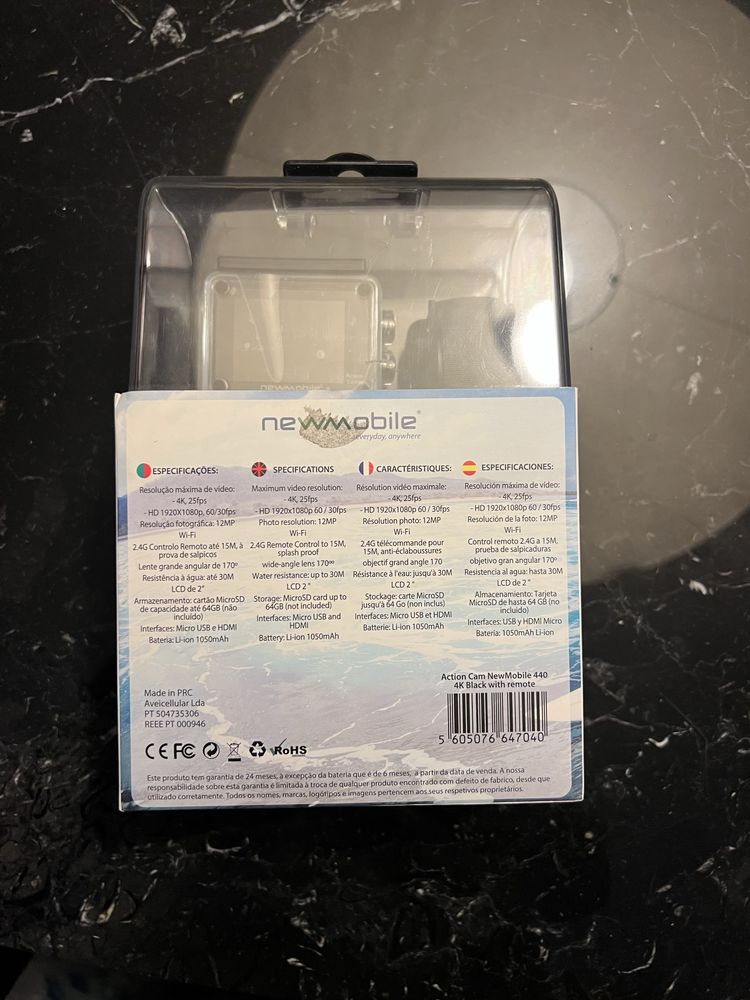 newmobile
newmobile®
everyday, anywhere
ESPECIFICAÇÕES:
Resolução máxima de vídeo:
- 4K, 25fps
- HD 1920x1080p, 60/30fps
Resolução fotográfica: 12MP
Wi-Fi
2.4G Controlo Remoto até 15M, à
prova de salpicos
Lente grande angular de 170º
Resistência à água: até 30M
LCD de 2"
Armazenamento: cartão MicroSD
de capacidade até 64GB (não
incluído)
Interfaces: Micro USB e HDMI
Bateria: Li-ion 1050mAh
SPECIFICATIONS
Maximum video resolution:
- 4K, 25fps
- HD 1920x1080p 60 / 30fps
Photo resolution: 12MP
Wi-Fi
2.4G Remote Control to 15M,
splash proof
wide-angle lens 170ºº
Water resistance: up to 30M
LCD 2 "
Storage: MicroSD card up to
64GB (not included)
Interfaces: Micro USB and
HDMI
Battery: Li-ion 1050mAh
CARACTÉRISTIQUES:
Résolution vidéo maximale:
- 4K, 25fps
- HD 1920x1080p 60 / 30fps
Résolution photo: 12MP
Wi-Fi
2.4G télécommande pour
15M, anti-éclaboussures
objectif grand angle 170
Résistance à l'eau: jusqu'à 30M
LCD 2 "
Stockage: carte MicroSD
jusqu'à 64 Go (non inclus)
Interfaces: Micro USB et HDMI
Batterie: Li-ion 1050mAh
ESPECIFICACIONES:
Resolución máxima de vídeo:
- 4K, 25fps
- HD 1920x1080p 60 / 30fps
Resolución de la foto: 12MP
Wi-Fi
Control remoto 2.4G a 15M,
prueba de salpicaduras
objetivo gran angular 170º
Resistencia al agua: hasta 30M
LCD de 2 "
Almacenamiento: Tarjeta
MicroSD de hasta 64 GB (no
incluido)
Interfaces: USB y HDMI Micro
Batería: 1050mAh Li-ion
Made in PRC
Aveicellular Lda
PT 504735306
REEE PT 000946
CE FC RoHS
Action Cam NewMobile 440
4K Black with remote
5 605076 647040
Este produto tem garantia de 24 meses, à excepção da bateria que é de 6 meses, a partir da data de venda. A nossa
responsabilidade sobre esta garantia é limitada à troca de qualquer produto encontrado com defeito de fabrico, desde que
utilizado corretamente. Todos os nomes, marcas, logótipos e imagens pertencem aos seus respetivos proprietários.